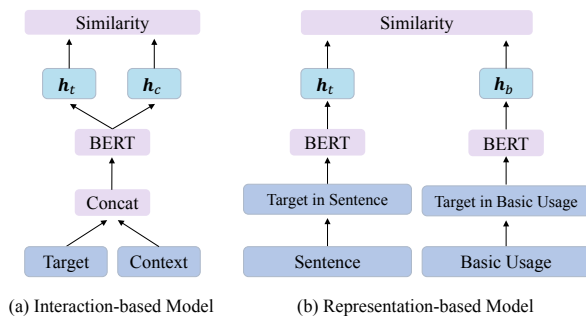 Similarity
h_t
h_c
BERT
Concat
Target
Context
(a) Interaction-based Model
Similarity
h_t
h_b
BERT
BERT
Target in Sentence
Target in Basic Usage
Sentence
Basic Usage
(b) Representation-based Model